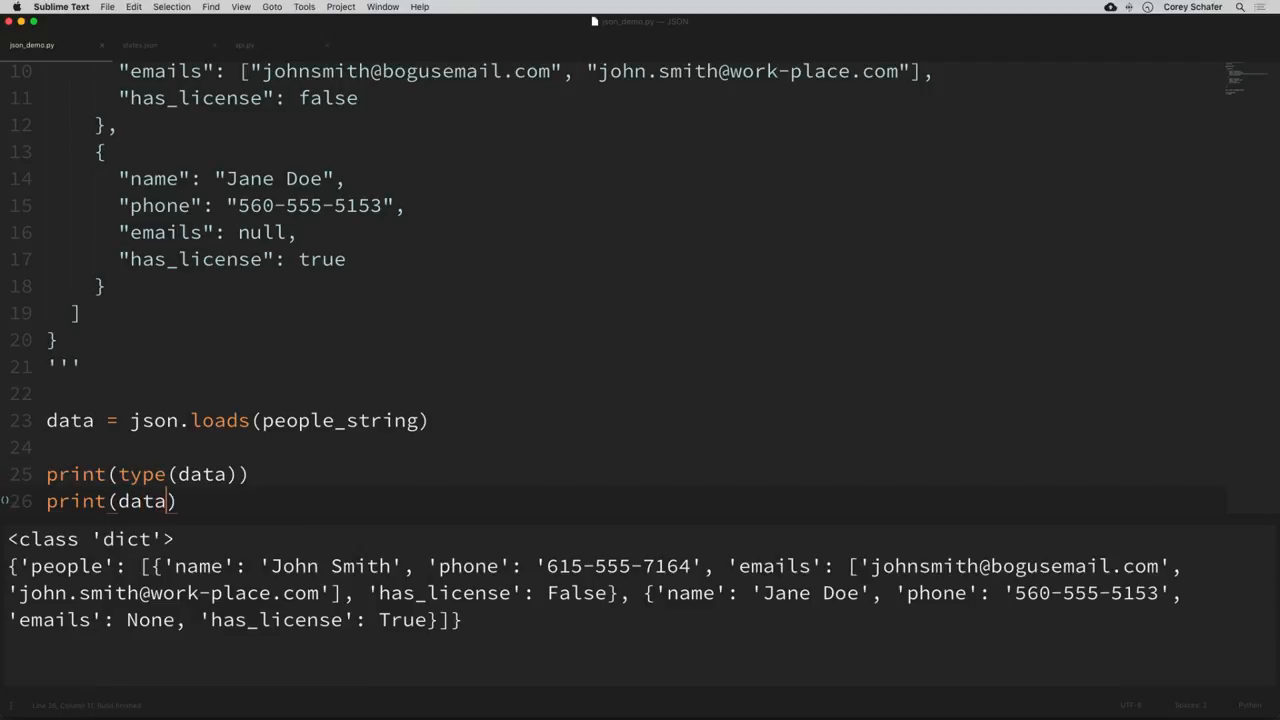 Sublime Text File Edit Selection Find View Goto Tools Project Window Help Corey Schafer
json_demo.py — JSON
json_demo.py states.json api.py
10 "emails": ["johnsmith@bogusemail.com", "john.smith@work-place.com"],
11 "has_license": false
12 },
13 {
14 "name": "Jane Doe",
15 "phone": "560-555-5153",
16 "emails": null,
17 "has_license": true
18 }
19 ]
20 }
21 '''
22
23 data = json.loads(people_string)
24
25 print(type(data))
26 print(data)
<class 'dict'>
{'people': [{'name': 'John Smith', 'phone': '615-555-7164', 'emails': ['johnsmith@bogusemail.com',
'john.smith@work-place.com'], 'has_license': False}, {'name': 'Jane Doe', 'phone': '560-555-5153',
'emails': None, 'has_license': True}]}
Line 26, Column 11; Build finished UTF-8 Spaces: 2 Python